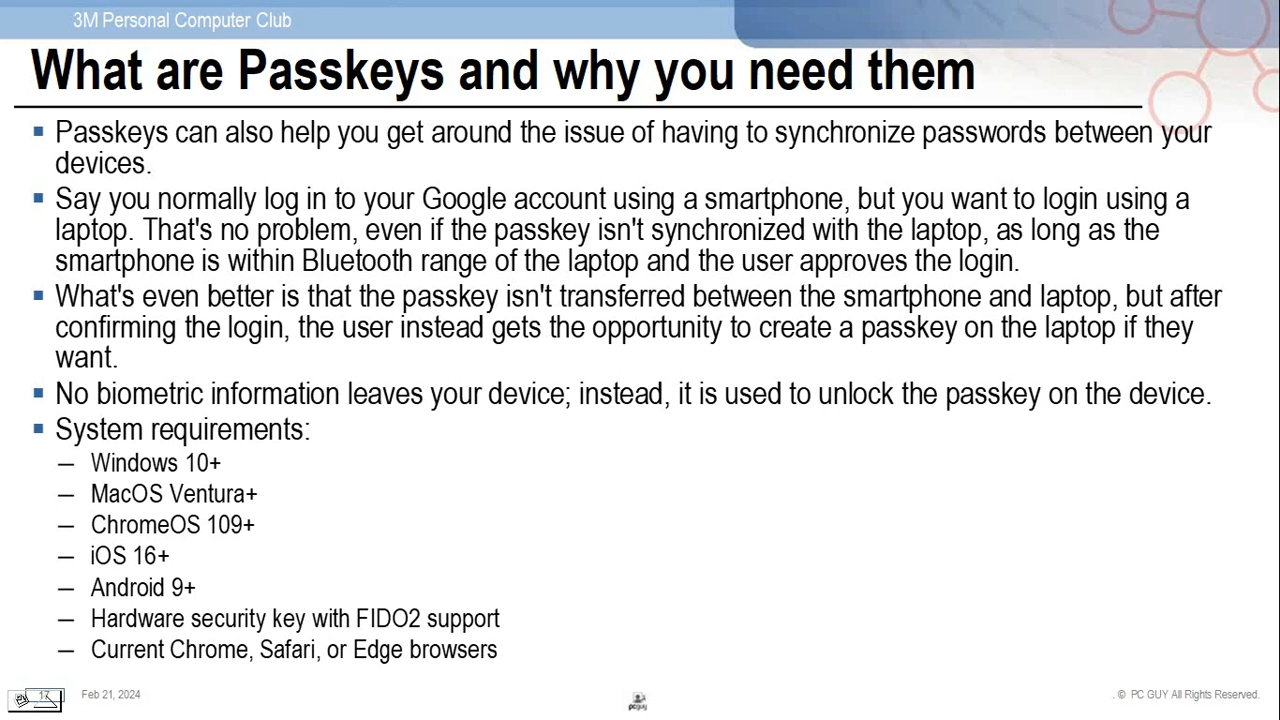 3M Personal Computer Club
What are Passkeys and why you need them
Passkeys can also help you get around the issue of having to synchronize passwords between your
devices.
Say you normally log in to your Google account using a smartphone, but you want to login using a
laptop. That's no problem, even if the passkey isn't synchronized with the laptop, as long as the
smartphone is within Bluetooth range of the laptop and the user approves the login.
What's even better is that the passkey isn't transferred between the smartphone and laptop, but after
confirming the login, the user instead gets the opportunity to create a passkey on the laptop if they
want.
No biometric information leaves your device; instead, it is used to unlock the passkey on the device.
System requirements:
— Windows 10+
— MacOS Ventura+
— ChromeOS 109+
— iOS 16+
— Android 9+
— Hardware security key with FIDO2 support
— Current Chrome, Safari, or Edge browsers
17
Feb 21, 2024
pcguy
. © PC GUY All Rights Reserved.